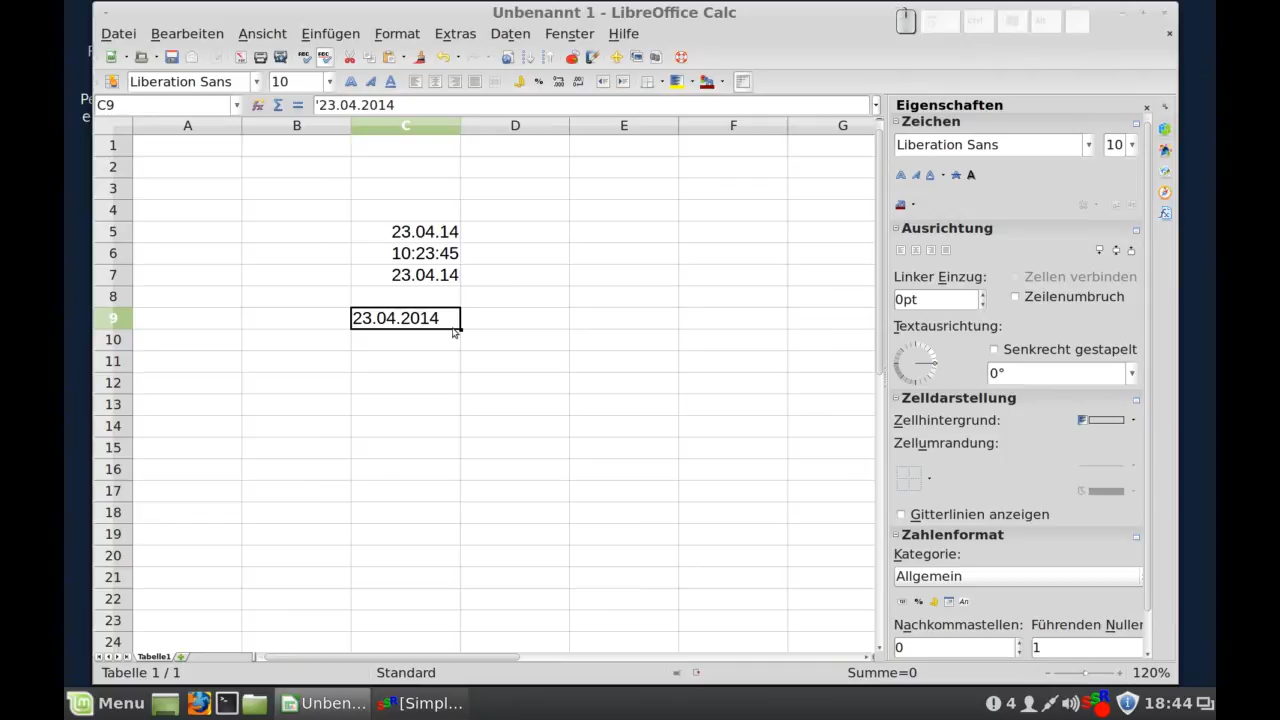 Unbenannt 1 - LibreOffice Calc
Datei Bearbeiten Ansicht Einfügen Format Extras Daten Fenster Hilfe
Liberation Sans 10
C9 '23.04.2014
A B C D E F G
1
2
3
4
5 23.04.14
6 10:23:45
7 23.04.14
8
9 23.04.2014
10
11
12
13
14
15
16
17
18
19
20
21
22
23
24
Eigenschaften
Zeichen
Liberation Sans 10
Ausrichtung
Linker Einzug: Zellen verbinden
0pt Zeilenumbruch
Textausrichtung:
Senkrecht gestapelt
0°
Zelldarstellung
Zellhintergrund:
Zellumrandung:
Gitterlinien anzeigen
Zahlenformat
Kategorie:
Allgemein
Nachkommastellen: Führenden Nuller
0 1
Tabelle1
Tabelle 1 / 1 Standard Summe=0 120%
Menu Unben... [Simpl... 4 18:44